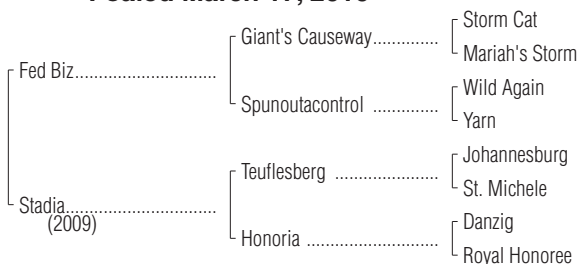 Foaled March 17, 2018
Storm Cat
Giant's Causeway..............
Mariah's Storm
Fed Biz..............................
Wild Again
Spunoutacontrol ..............
Yarn
Johannesburg
Teuflesberg ......................
St. Michele
Stadia................................
(2009)
Danzig
Honoria ............................
Royal Honoree